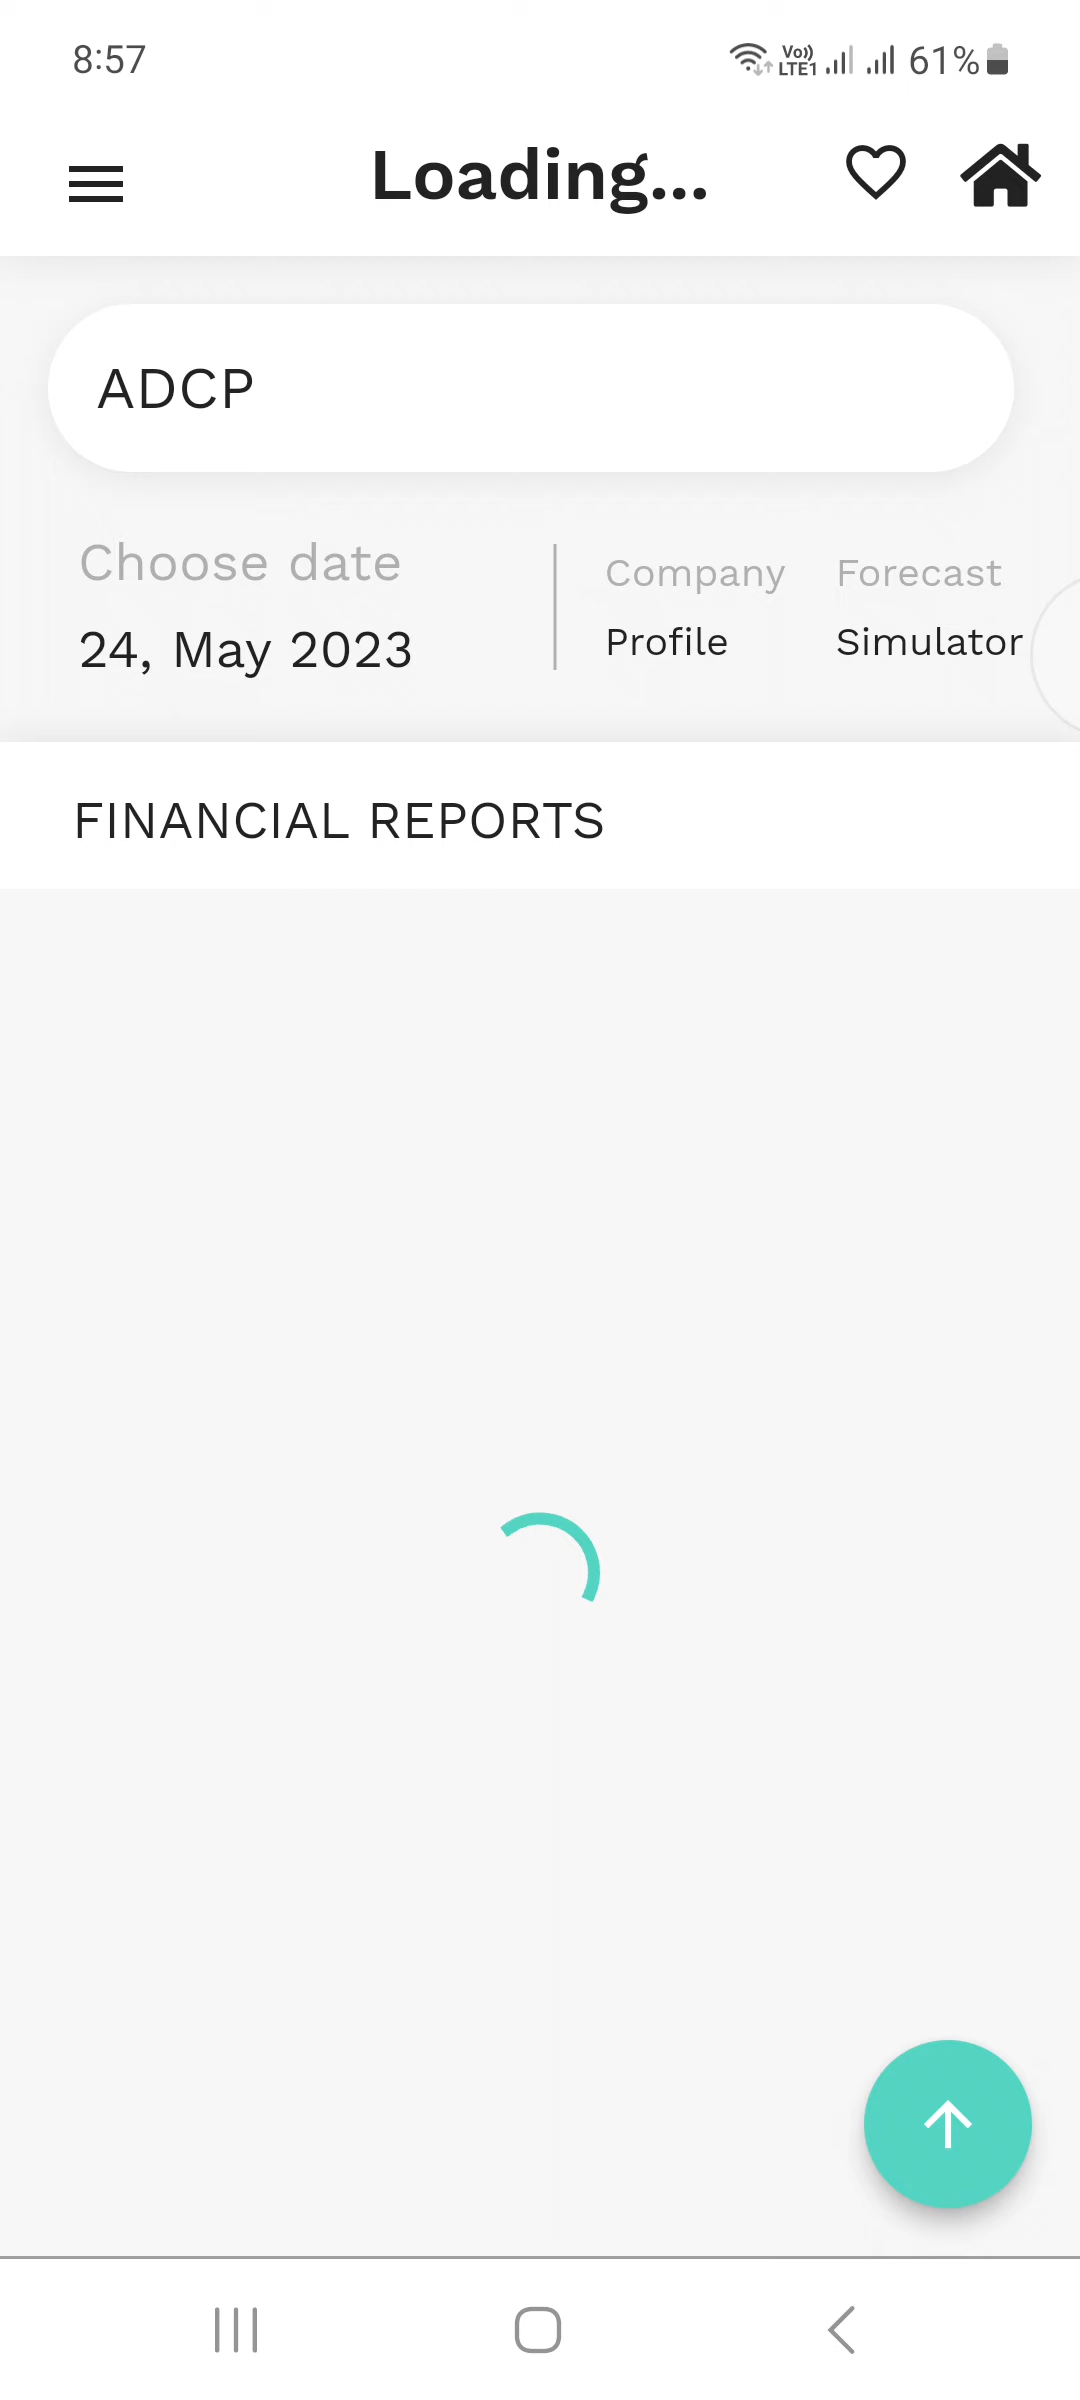 8:57
Vo)) LTE1 61%
Loading...
ADCP
Choose date
24, May 2023
Company
Profile
Forecast
Simulator
FINANCIAL REPORTS